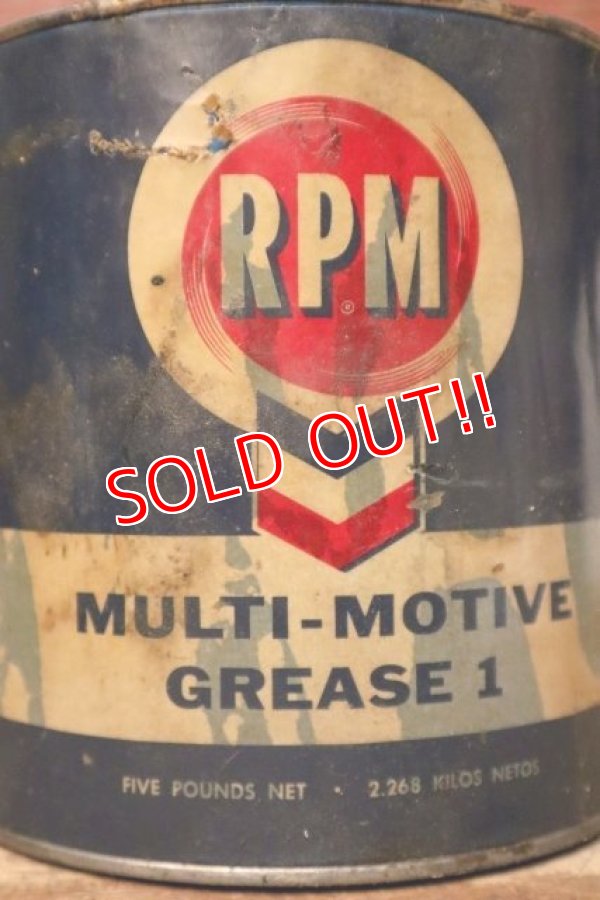 RPM
®
SOLD OUT!!
MULTI-MOTIVE
GREASE 1
FIVE POUNDS NET · 2.268 KILOS NETOS